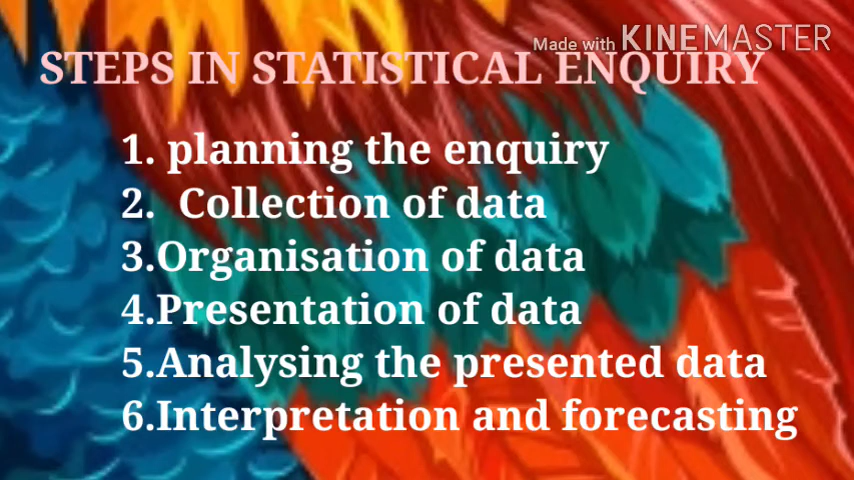 Made with KINEMASTER
STEPS IN STATISTICAL ENQUIRY
1. planning the enquiry
2. Collection of data
3.Organisation of data
4.Presentation of data
5.Analysing the presented data
6.Interpretation and forecasting